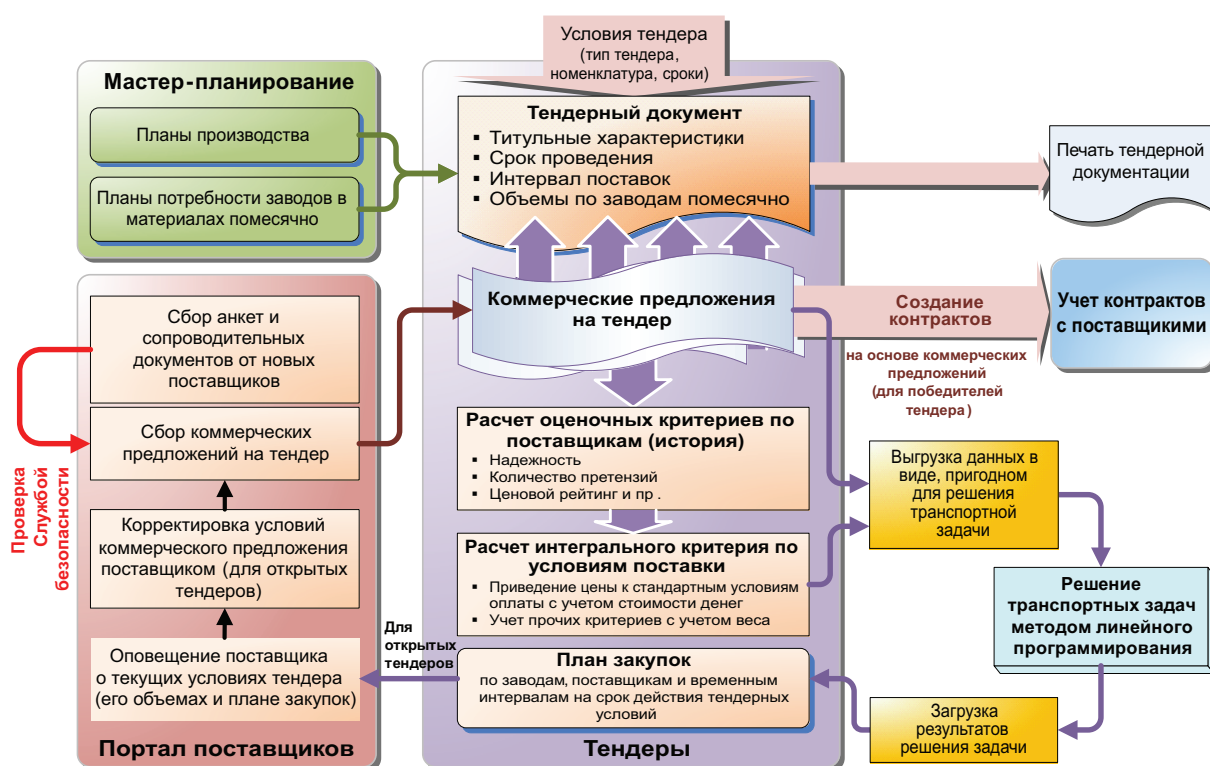 Условия тендера
(тип тендера,
номенклатура, сроки)
Мастер-планирование
Планы производства
Планы потребности заводов в
материалах помесячно
Тендерный документ
▪ Титульные характеристики
▪ Срок проведения
▪ Интервал поставок
▪ Объемы по заводам помесячно
Печать тендерной
документации
Коммерческие предложения
на тендер
Создание
контрактов
на основе коммерческих
предложений
(для победителей
тендера)
Учет контрактов
с поставщиками
Сбор анкет и
сопроводительных
документов от новых
поставщиков
Сбор коммерческих
предложений на тендер
Проверка
Службой
безопасности
Корректировка условий
коммерческого предложения
поставщиком (для открытых
тендеров)
Оповещение поставщика
о текущих условиях тендера
(его объемах и плане закупок)
Портал поставщиков
Расчет оценочных критериев по
поставщикам (история)
▪ Надежность
▪ Количество претензий
▪ Ценовой рейтинг и пр .
Расчет интегрального критерия по
условиям поставки
▪ Приведение цены к стандартным условиям
оплаты с учетом стоимости денег
▪ Учет прочих критериев с учетом веса
Для
открытых
тендеров
План закупок
по заводам, поставщикам и временным
интервалам на срок действия тендерных
условий
Тендеры
Выгрузка данных в
виде, пригодном
для решения
транспортной
задачи
Решение
транспортных задач
методом линейного
программирования
Загрузка
результатов
решения задачи